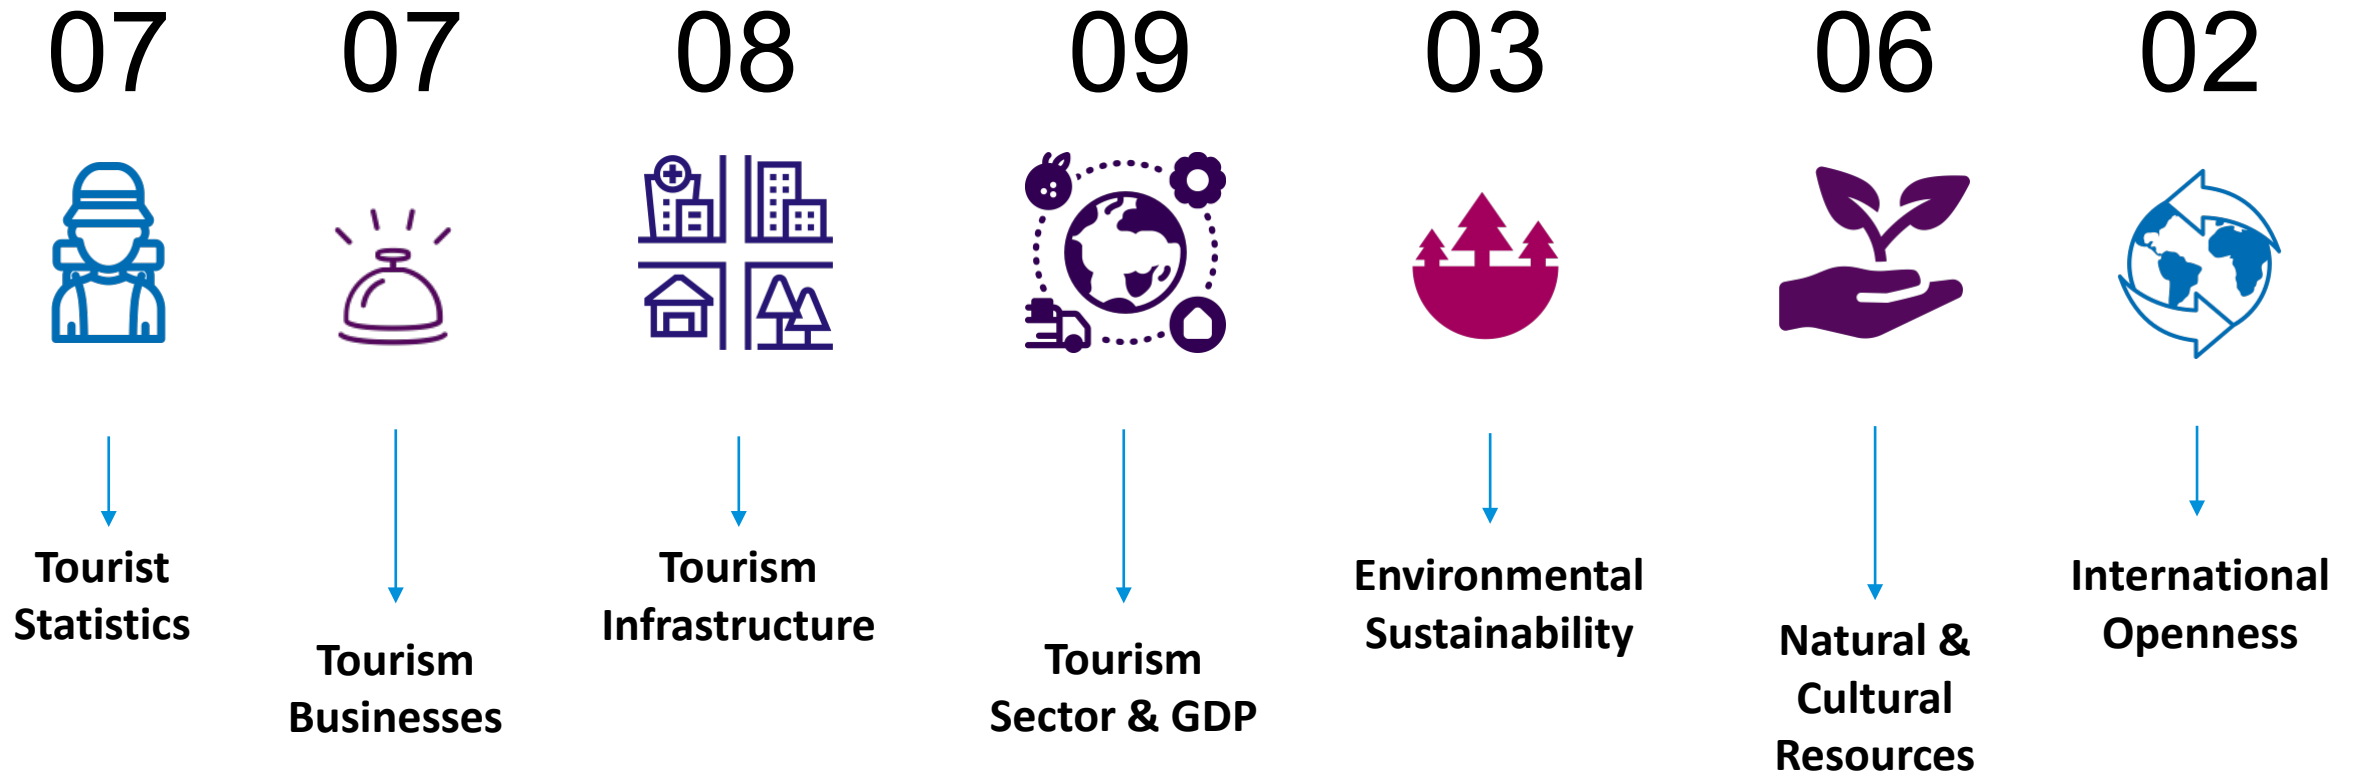 07
07
08
09
03
06
02
Tourist
Statistics
Tourism
Businesses
Tourism
Infrastructure
Tourism
Sector & GDP
Environmental
Sustainability
Natural &
Cultural
Resources
International
Openness